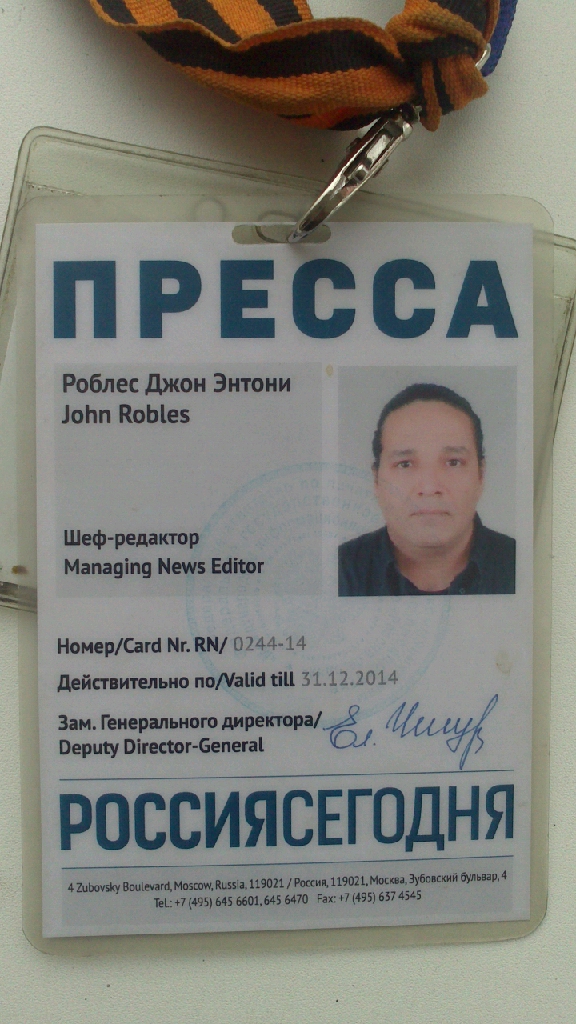 ПРЕССА
Роблес Джон Энтони
John Robles
Шеф-редактор
Managing News Editor
Номер/Card Nr. RN/ 0244-14
Действительно по/Valid till 31.12.2014
Зам. Генерального директора/
Deputy Director-General
РОССИЯСЕГОДНЯ
4 Zubovsky Boulevard, Moscow, Russia, 119021 / Россия, 119021, Москва, Зубовский бульвар, 4
Tel.: +7 (495) 645 6601, 645 6470 Fax: +7 (495) 637 4545